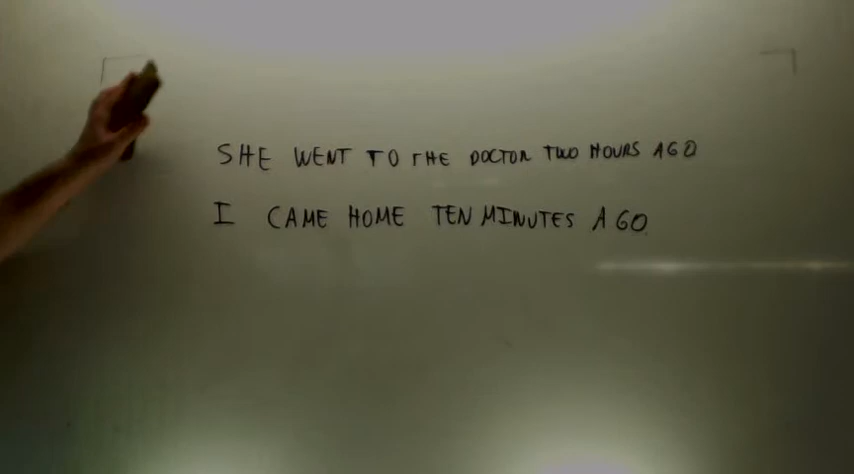 SHE WENT TO THE DOCTOR TWO HOURS AGO
I CAME HOME TEN MINUTES AGO.